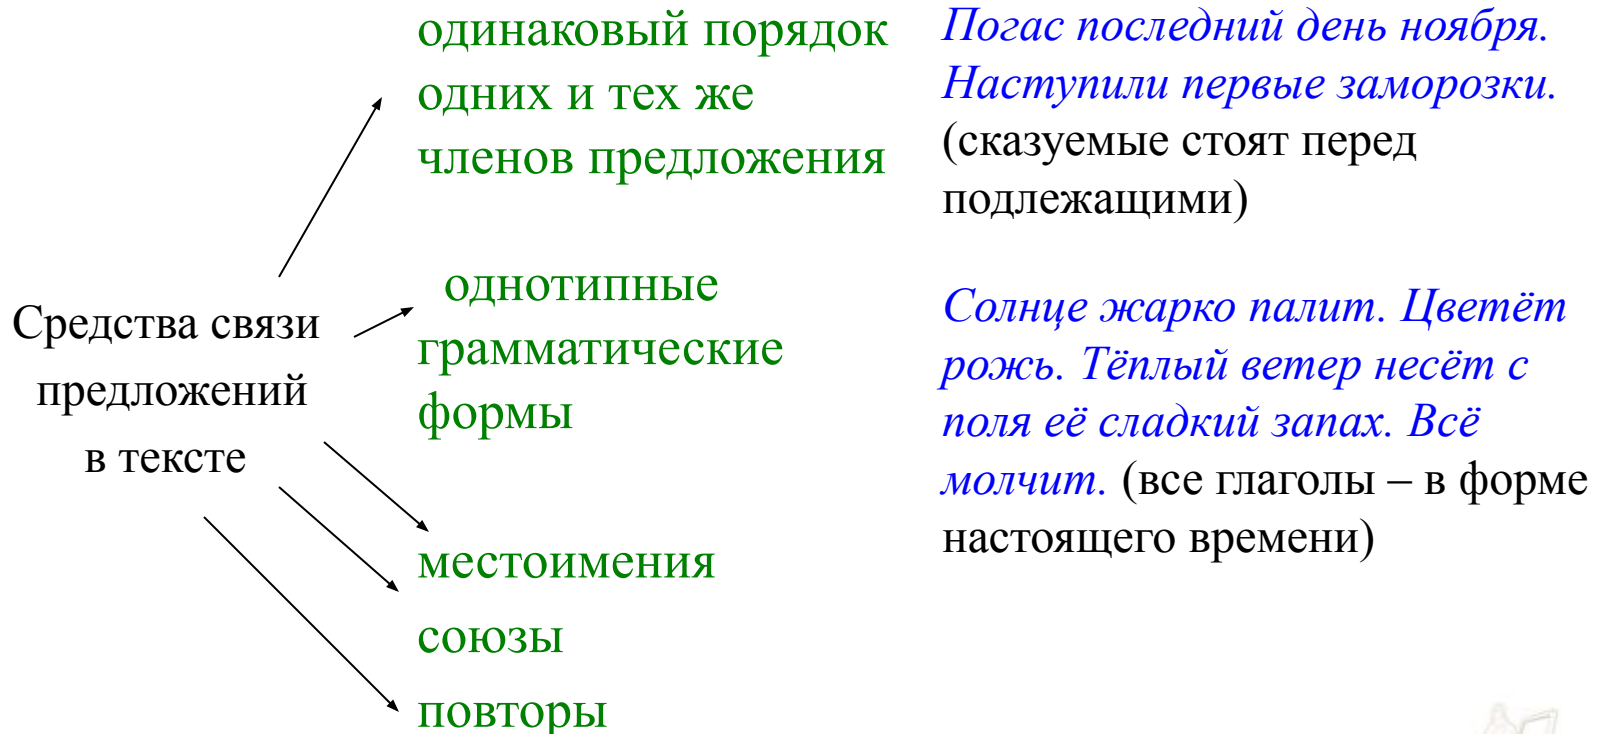 Средства связи
предложений
в тексте
одинаковый порядок
одних и тех же
членов предложения
Погас последний день ноября.
Наступили первые заморозки.
(сказуемые стоят перед
подлежащими)
однотипные
грамматические
формы
Солнце жарко палит. Цветёт
рожь. Тёплый ветер несёт с
поля её сладкий запах. Всё
молчит. (все глаголы – в форме
настоящего времени)
местоимения
союзы
повторы